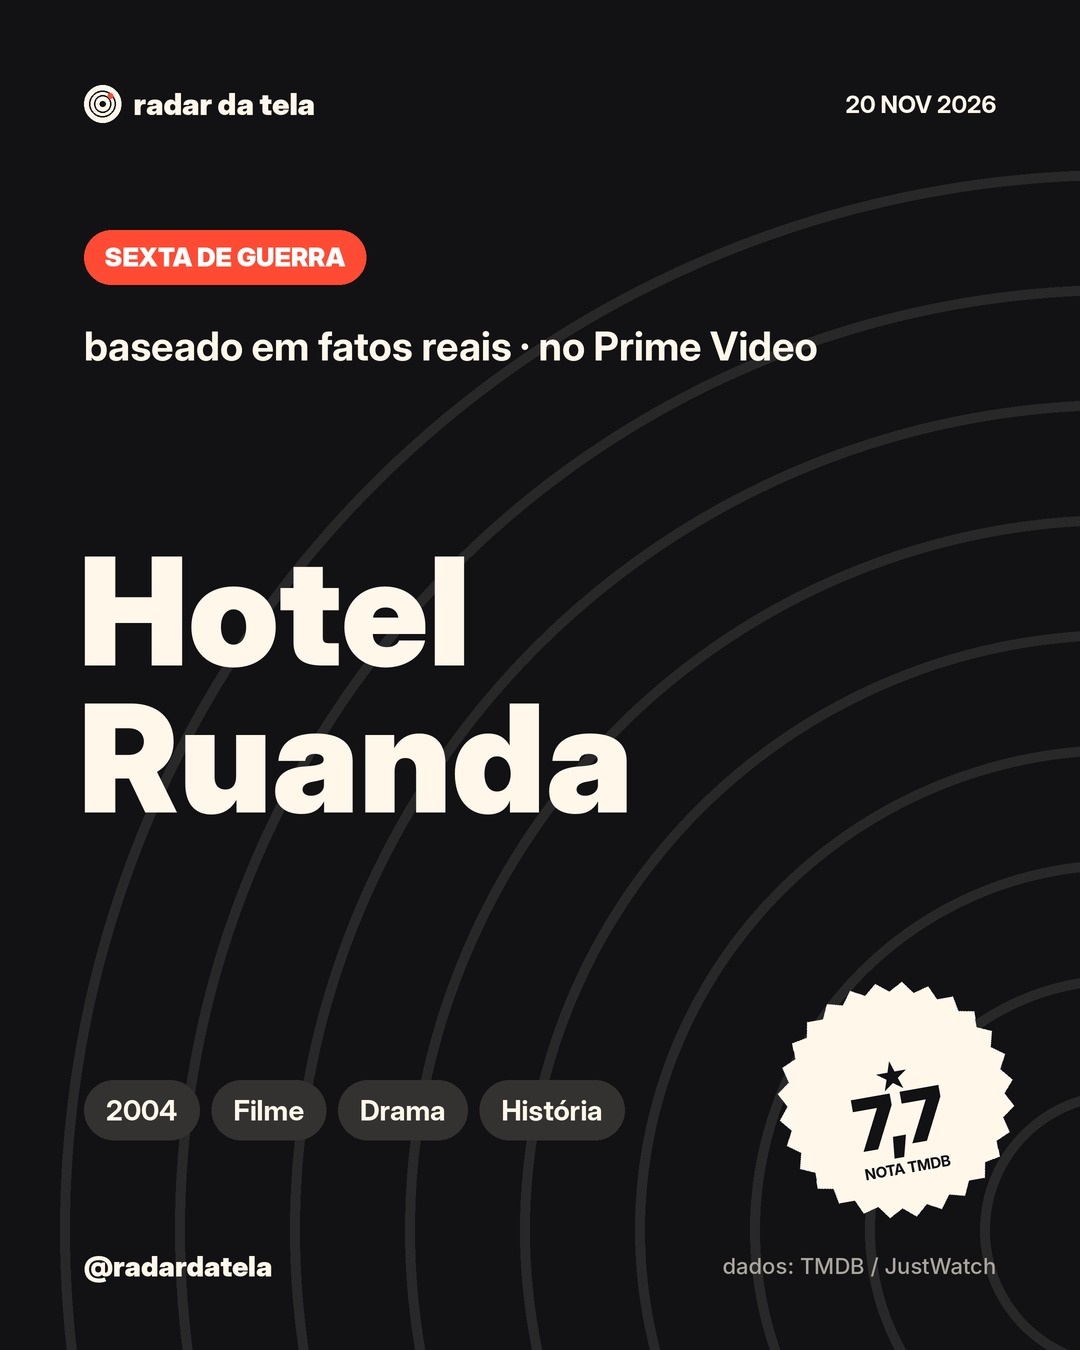 radar da tela
20 NOV 2026
SEXTA DE GUERRA
baseado em fatos reais · no Prime Video
Hotel
Ruanda
2004
Filme
Drama
História
★
7,7
NOTA TMDB
@radardatela
dados: TMDB / JustWatch